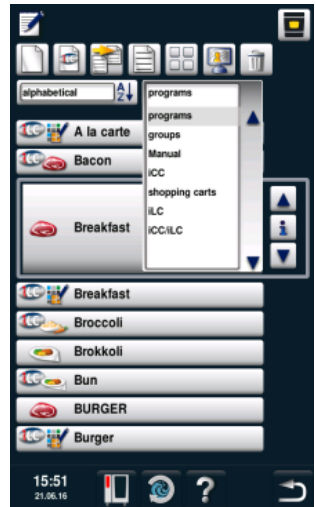 alphabetical
A
Z
programs
programs
groups
Manual
iCC
shopping carts
iLC
iCC/iLC
A la carte
Bacon
Breakfast
i
Breakfast
Broccoli
Brokkoli
Bun
BURGER
Burger
15:51
21.06.16
?